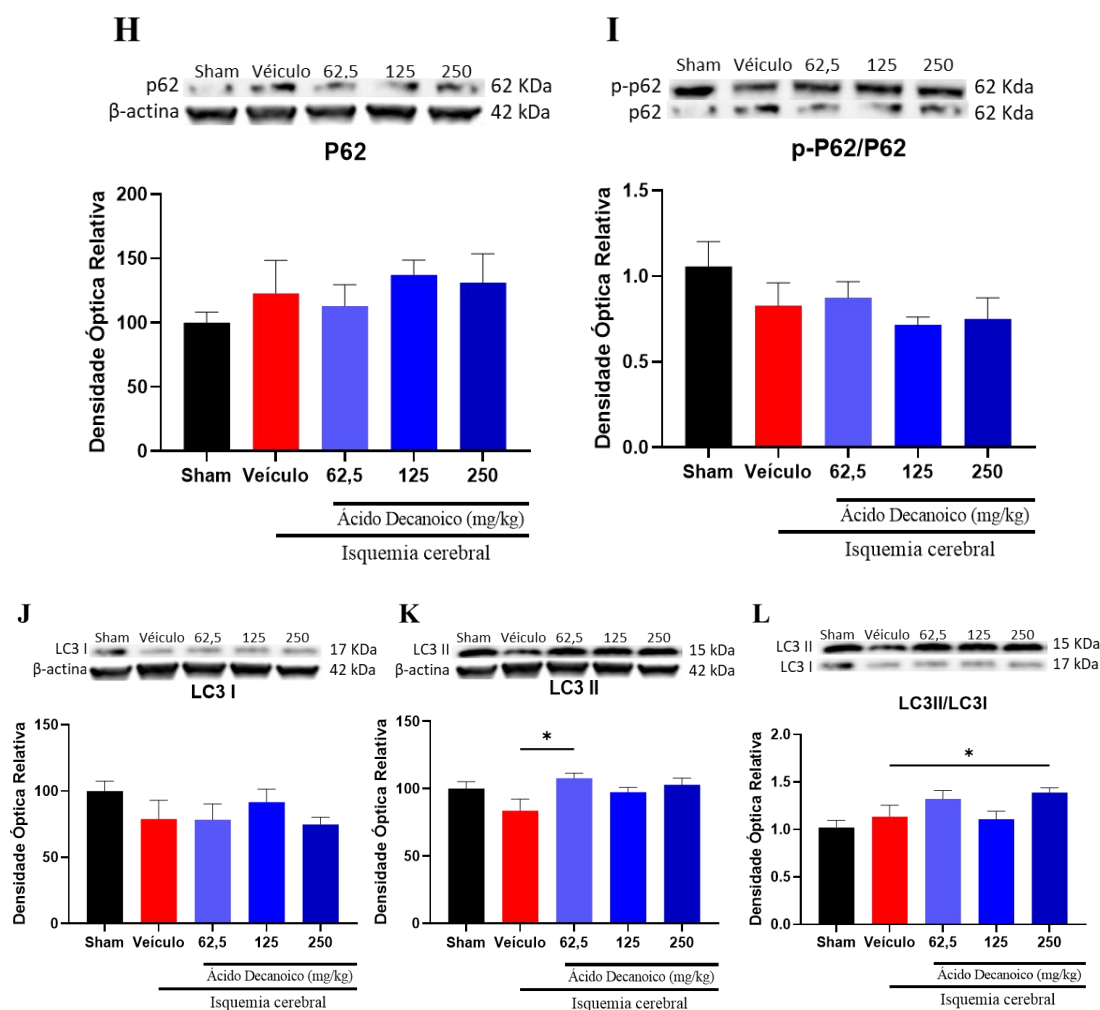 H
Sham Véiculo 62,5 125 250
p62 62 KDa
β-actina 42 kDa
P62
Densidade Óptica Relativa
200
150
100
50
0
Sham Veículo 62,5 125 250
Ácido Decanoico (mg/kg)
Isquemia cerebral
I
Sham Véiculo 62,5 125 250
p-p62 62 Kda
p62 62 Kda
p-P62/P62
Densidade Óptica Relativa
1.5
1.0
0.5
0.0
Sham Veículo 62,5 125 250
Ácido Decanoico (mg/kg)
Isquemia cerebral
J
Sham Véiculo 62,5 125 250
LC3 I 17 KDa
β-actina 42 kDa
LC3 I
Densidade Óptica Relativa
150
100
50
0
Sham Veículo 62,5 125 250
Ácido Decanoico (mg/kg)
Isquemia cerebral
K
Sham Véiculo 62,5 125 250
LC3 II 15 kDa
β-actina 42 kDa
LC3 II
Densidade Óptica Relativa
150
100
50
0
*
Sham Veículo 62,5 125 250
Ácido Decanoico (mg/kg)
Isquemia cerebral
L
Sham Véiculo 62,5 125 250
LC3 II 15 KDa
LC3 I 17 KDa
LC3II/LC3I
Densidade Óptica Relativa
2.0
1.5
1.0
0.5
0.0
*
Sham Veículo 62,5 125 250
Ácido Decanoico (mg/kg)
Isquemia cerebral